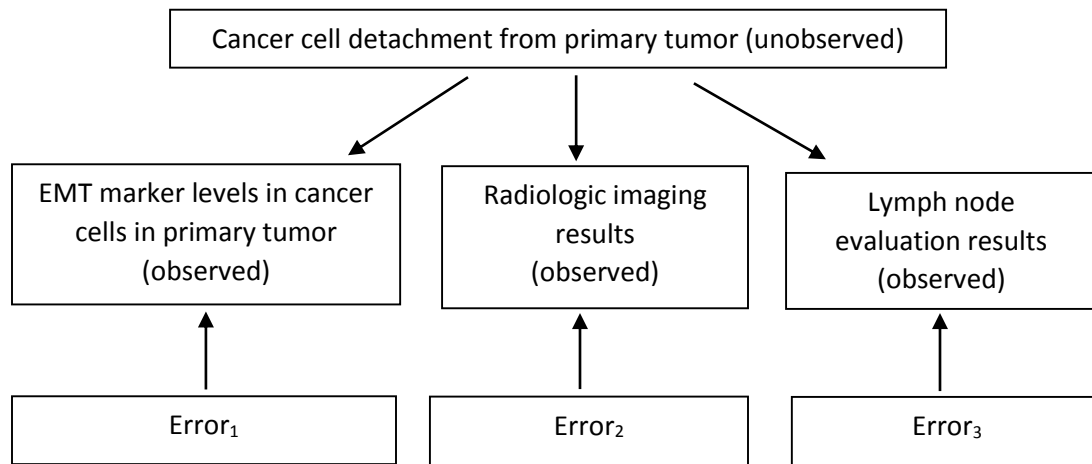 Cancer cell detachment from primary tumor (unobserved)
EMT marker levels in cancer
cells in primary tumor
(observed)
Radiologic imaging
results
(observed)
Lymph node
evaluation results
(observed)
Error₁
Error₂
Error₃